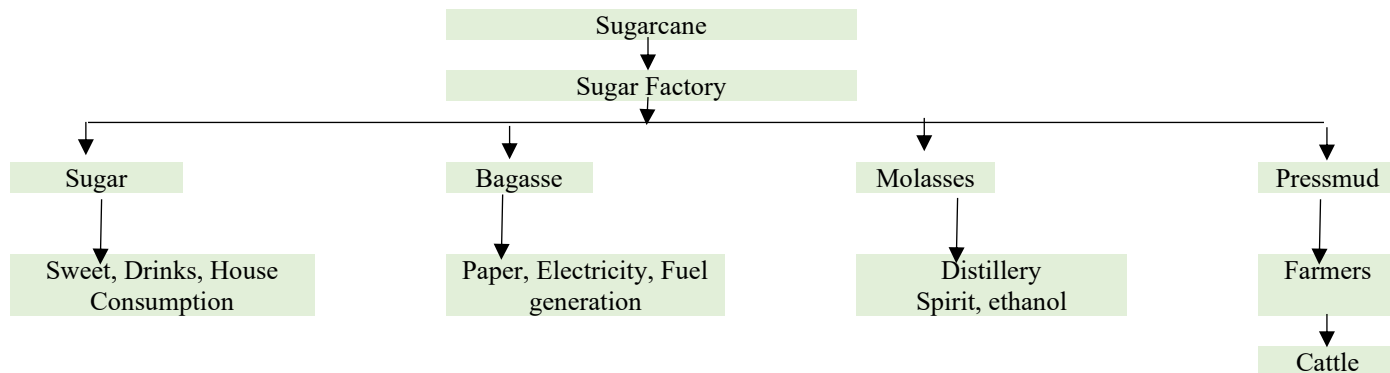 Sugarcane
Sugar Factory
Sugar
Bagasse
Molasses
Pressmud
Sweet, Drinks, House
Consumption
Paper, Electricity, Fuel
generation
Distillery
Spirit, ethanol
Farmers
Cattle